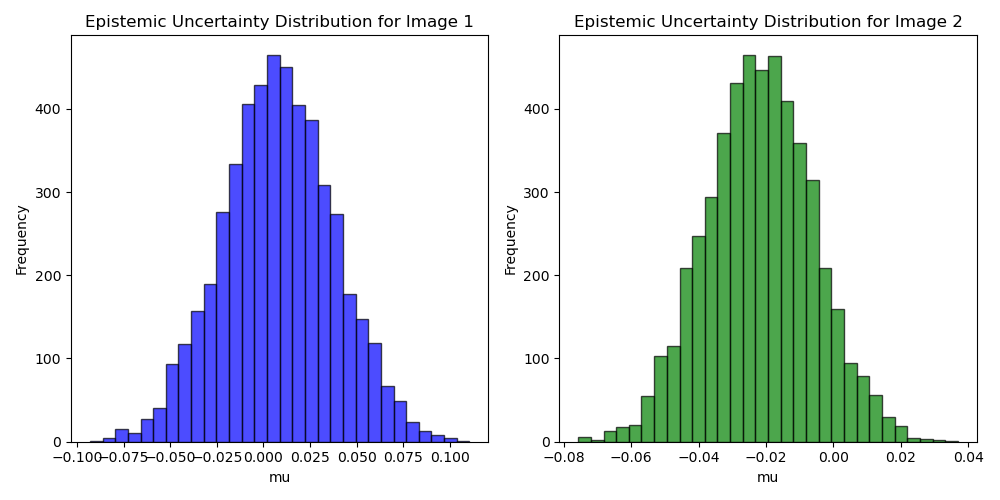 Epistemic Uncertainty Distribution for Image 1
Frequency
400
300
200
100
0
−0.100 −0.075 −0.050 −0.025 0.000 0.025 0.050 0.075 0.100
mu
Epistemic Uncertainty Distribution for Image 2
Frequency
400
300
200
100
0
−0.08 −0.06 −0.04 −0.02 0.00 0.02 0.04
mu